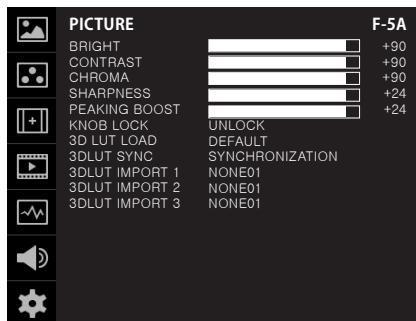 PICTURE F-5A
BRIGHT +90
CONTRAST +90
CHROMA +90
SHARPNESS +24
PEAKING BOOST +24
KNOB LOCK UNLOCK
3D LUT LOAD DEFAULT
3DLUT SYNC SYNCHRONIZATION
3DLUT IMPORT 1 NONE01
3DLUT IMPORT 2 NONE01
3DLUT IMPORT 3 NONE01